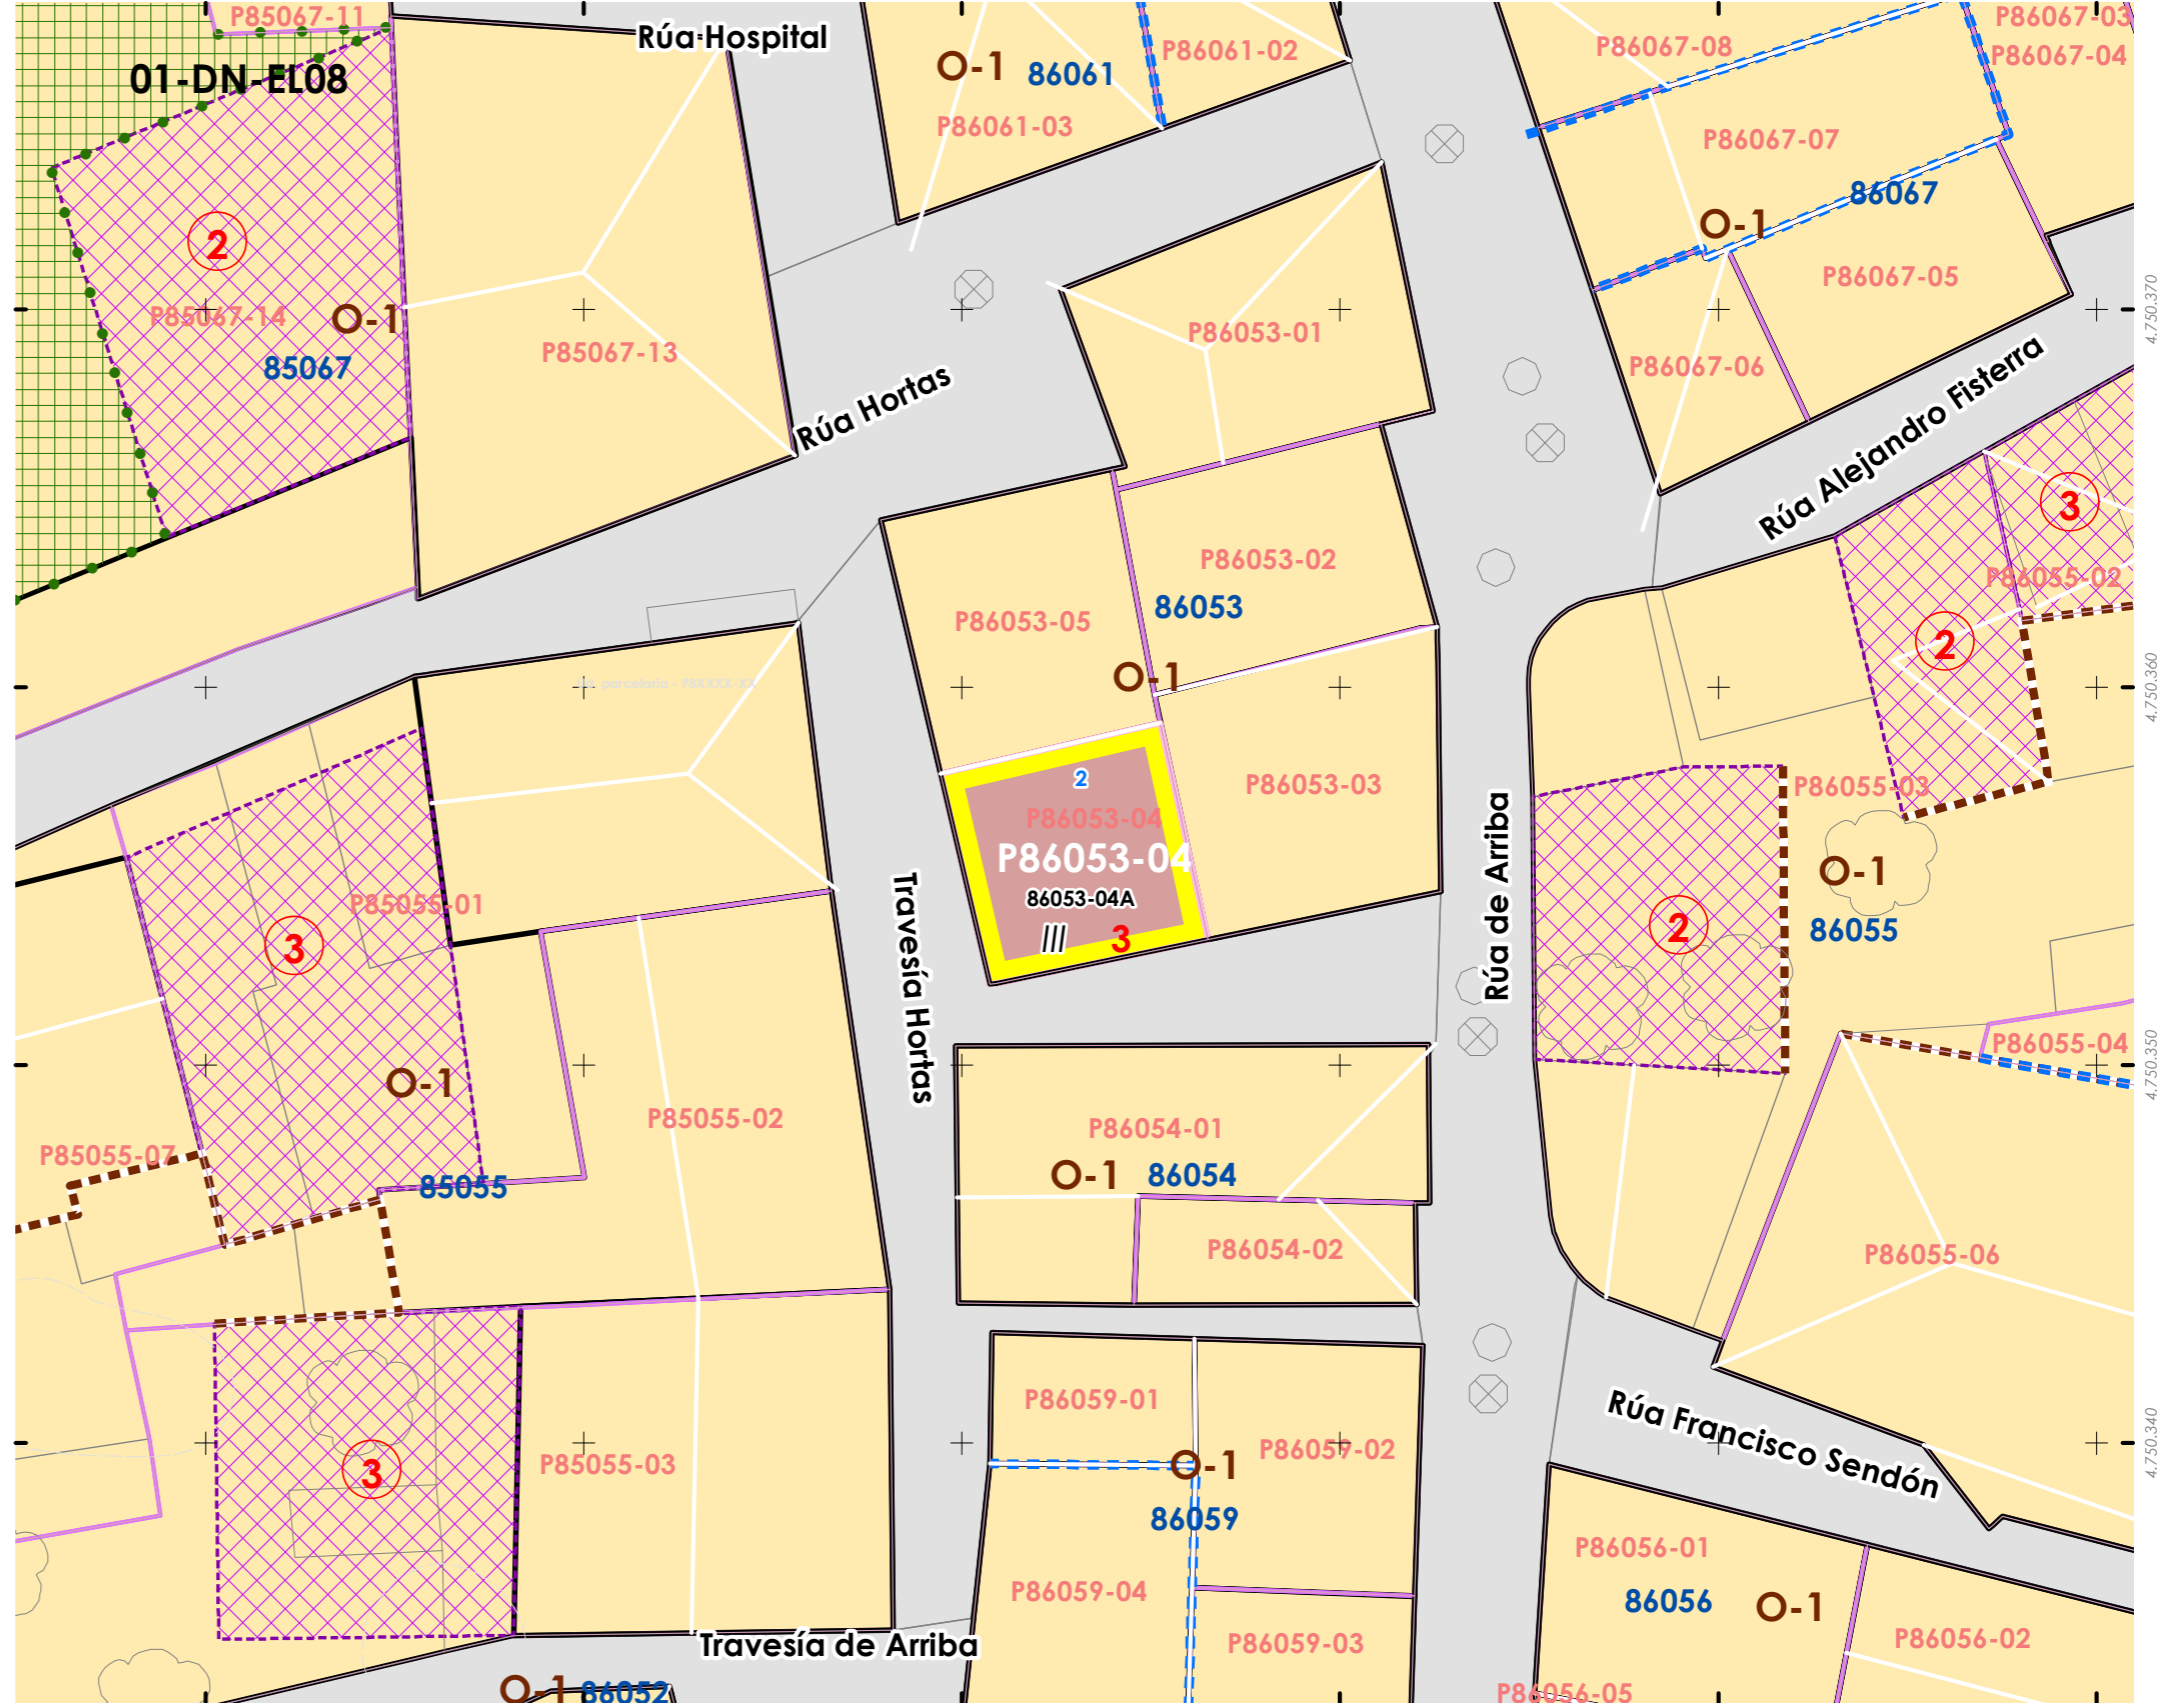 P85067-11
Rúa Hospital
01-DN-EL08
O-1 86061
P86061-02
P86061-03
P86067-03
P86067-04
P86067-08
P86067-07
86067
O-1
P86067-05
P86067-06
2
P85067-14
O-1
85067
P85067-13
Rúa Hortas
P86053-01
Rúa Alejandro Fisterra
4.750.370
P86053-02
86053
P86053-05
O-1
3
P86055-02
2
4.750.360
2
P86053-04
P86053-04
86053-04A
III
3
P86053-03
P86055-03
O-1
86055
2
Rúa de Arriba
Travesía Hortas
P85055-01
3
O-1
P85055-02
P85055-07
85055
P86054-01
O-1 86054
P86054-02
P86055-04
4.750.350
P86055-06
P86059-01
P86059-02
O-1
86059
P86059-04
P86059-03
3
P85055-03
Rúa Francisco Sendón
4.750.340
P86056-01
86056
O-1
P86056-02
P86056-05
Travesía de Arriba
O-1 86052